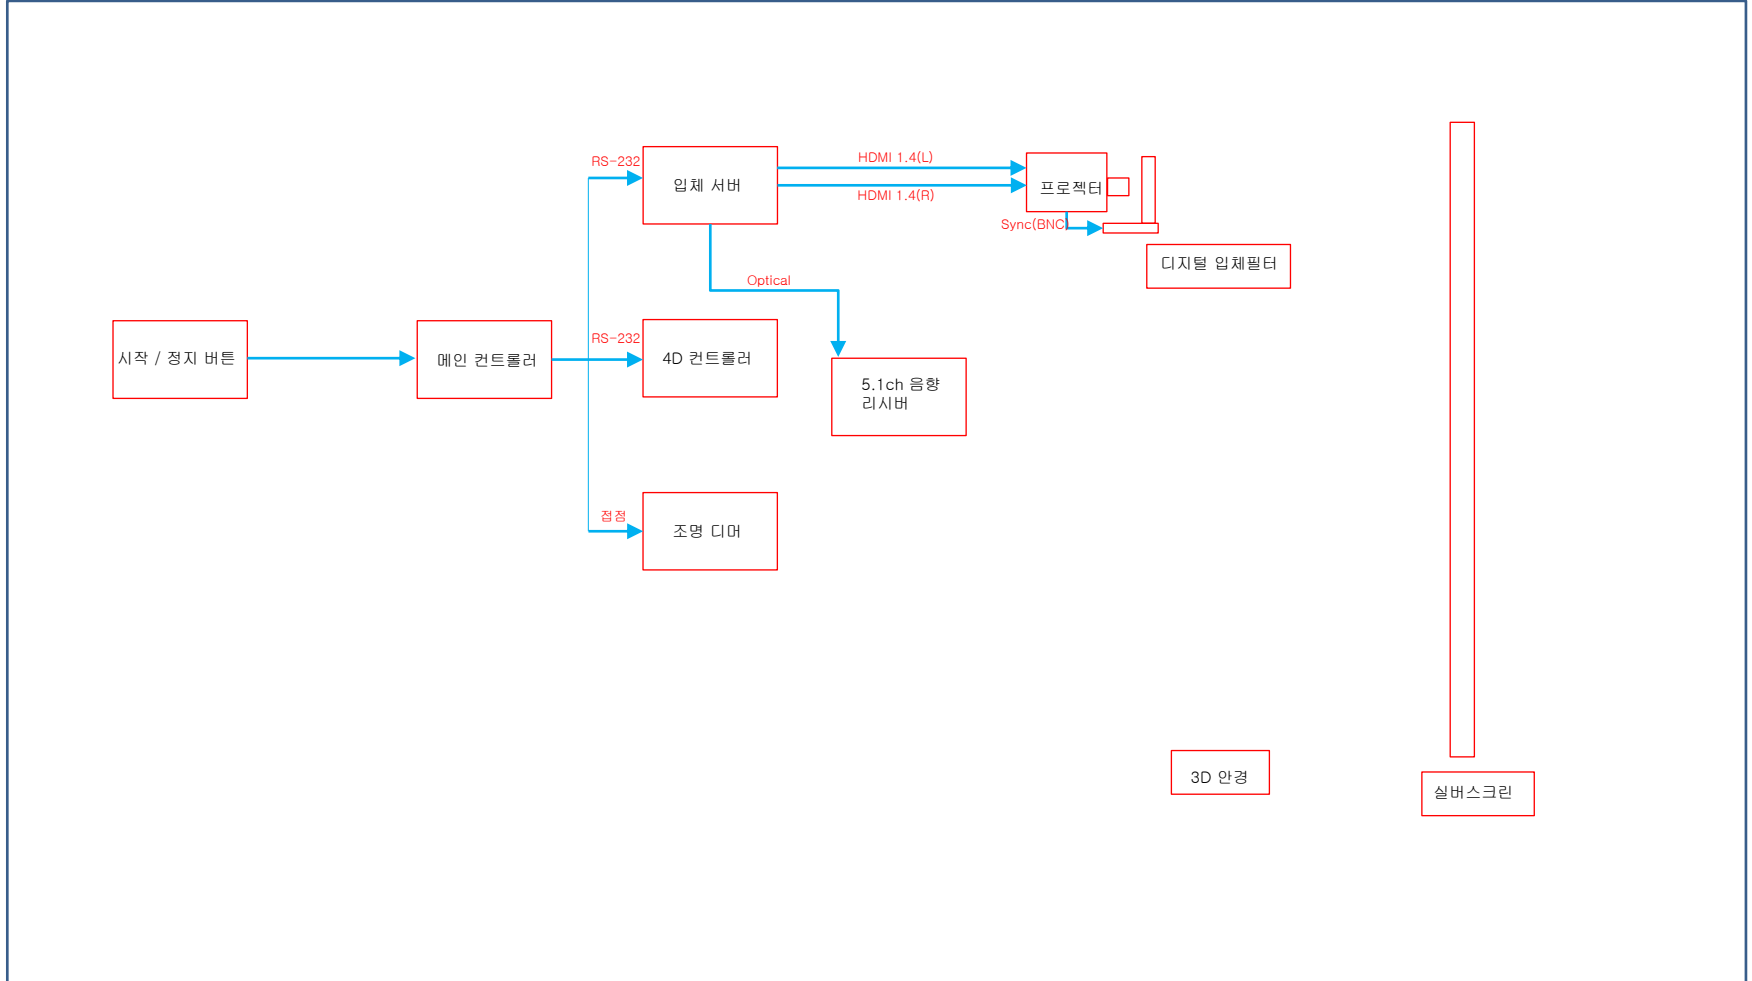 RS-232
입체 서버
HDMI 1.4(L)
HDMI 1.4(R)
프로젝터
Sync(BNC)
디지털 입체필터
Optical
시작 / 정지 버튼
메인 컨트롤러
RS-232
4D 컨트롤러
5.1ch 음향
리시버
접점
조명 디머
3D 안경
실버스크린